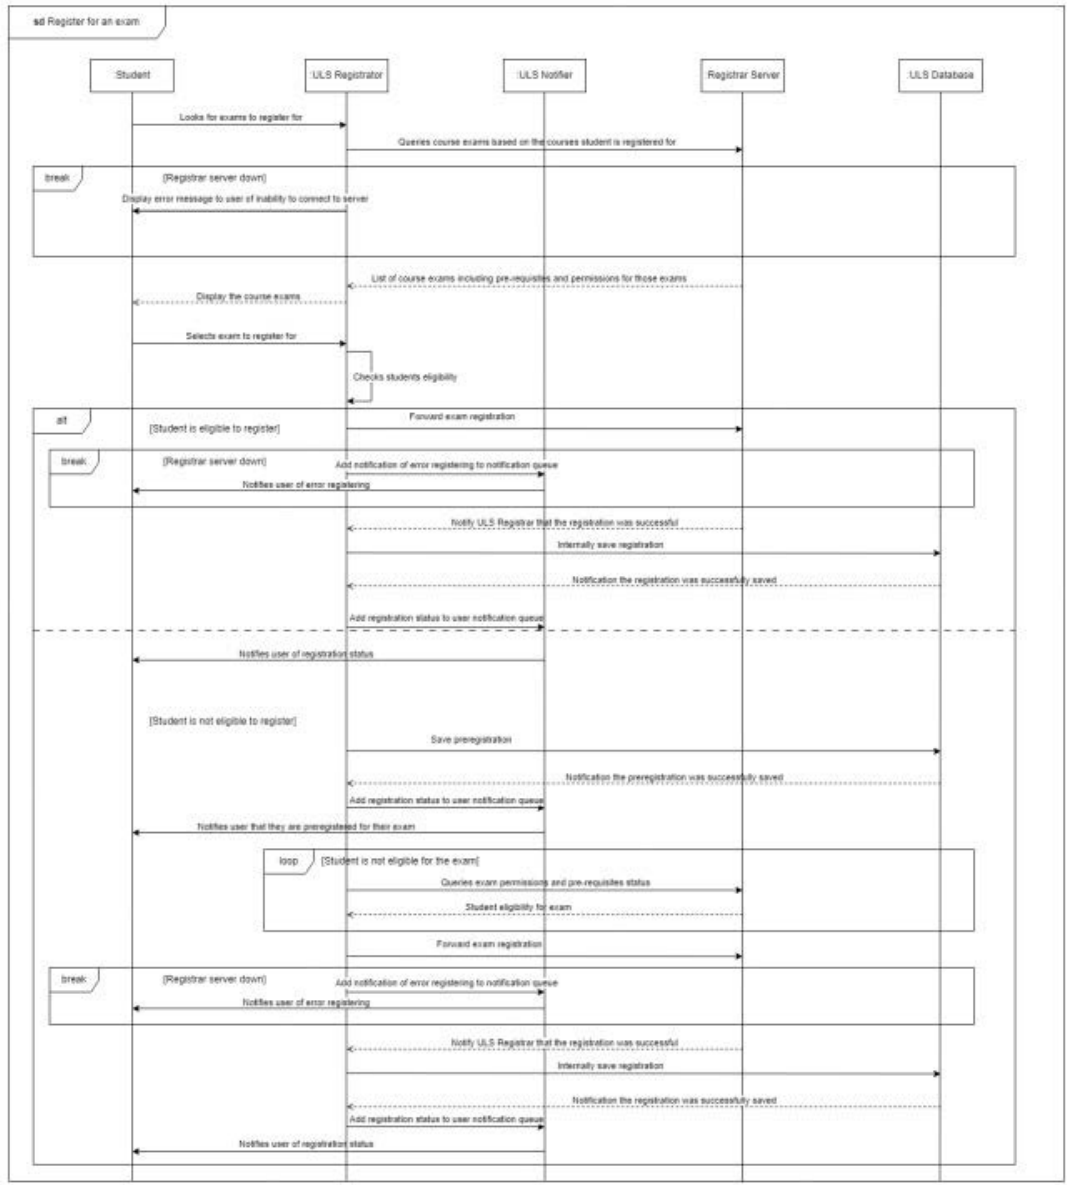 sd Register for an exam
:Student
:ULS Registrator
:ULS Notifier
Registrar Server
:ULS Database
Looks for exams to register for
Queries course exams based on the courses student is registered for
break
[Registrar server down]
Display error message to user of inability to connect to server
List of course exams including pre-requisites and permissions for those exams
Display the course exams
Selects exam to register for
Checks students eligibility
alt
Forward exam registration
[Student is eligible to register]
break
[Registrar server down]
Add notification of error registering to notification queue
Notifies user of error registering
Notify ULS Registrar that the registration was successful
Internally save registration
Notification the registration was successfully saved
Add registration status to user notification queue
Notifies user of registration status
[Student is not eligible to register]
Save preregistration
Notification the preregistration was successfully saved
Add registration status to user notification queue
Notifies user that they are preregistered for their exam
loop
[Student is not eligible for the exam]
Queries exam permissions and pre-requisites status
Student eligibility for exam
Forward exam registration
break
[Registrar server down]
Add notification of error registering to notification queue
Notifies user of error registering
Notify ULS Registrar that the registration was successful
Internally save registration
Notification the registration was successfully saved
Add registration status to user notification queue
Notifies user of registration status